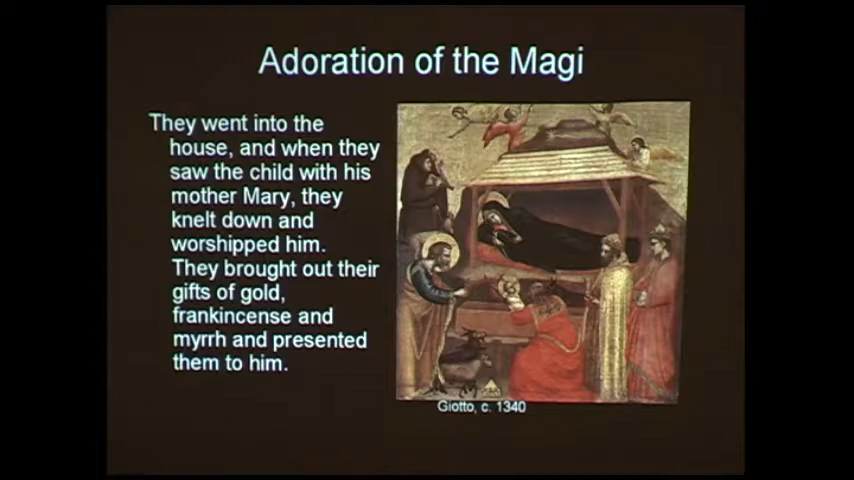 Adoration of the Magi
They went into the
house, and when they
saw the child with his
mother Mary, they
knelt down and
worshipped him.
They brought out their
gifts of gold,
frankincense and
myrrh and presented
them to him.
Giotto, c. 1340